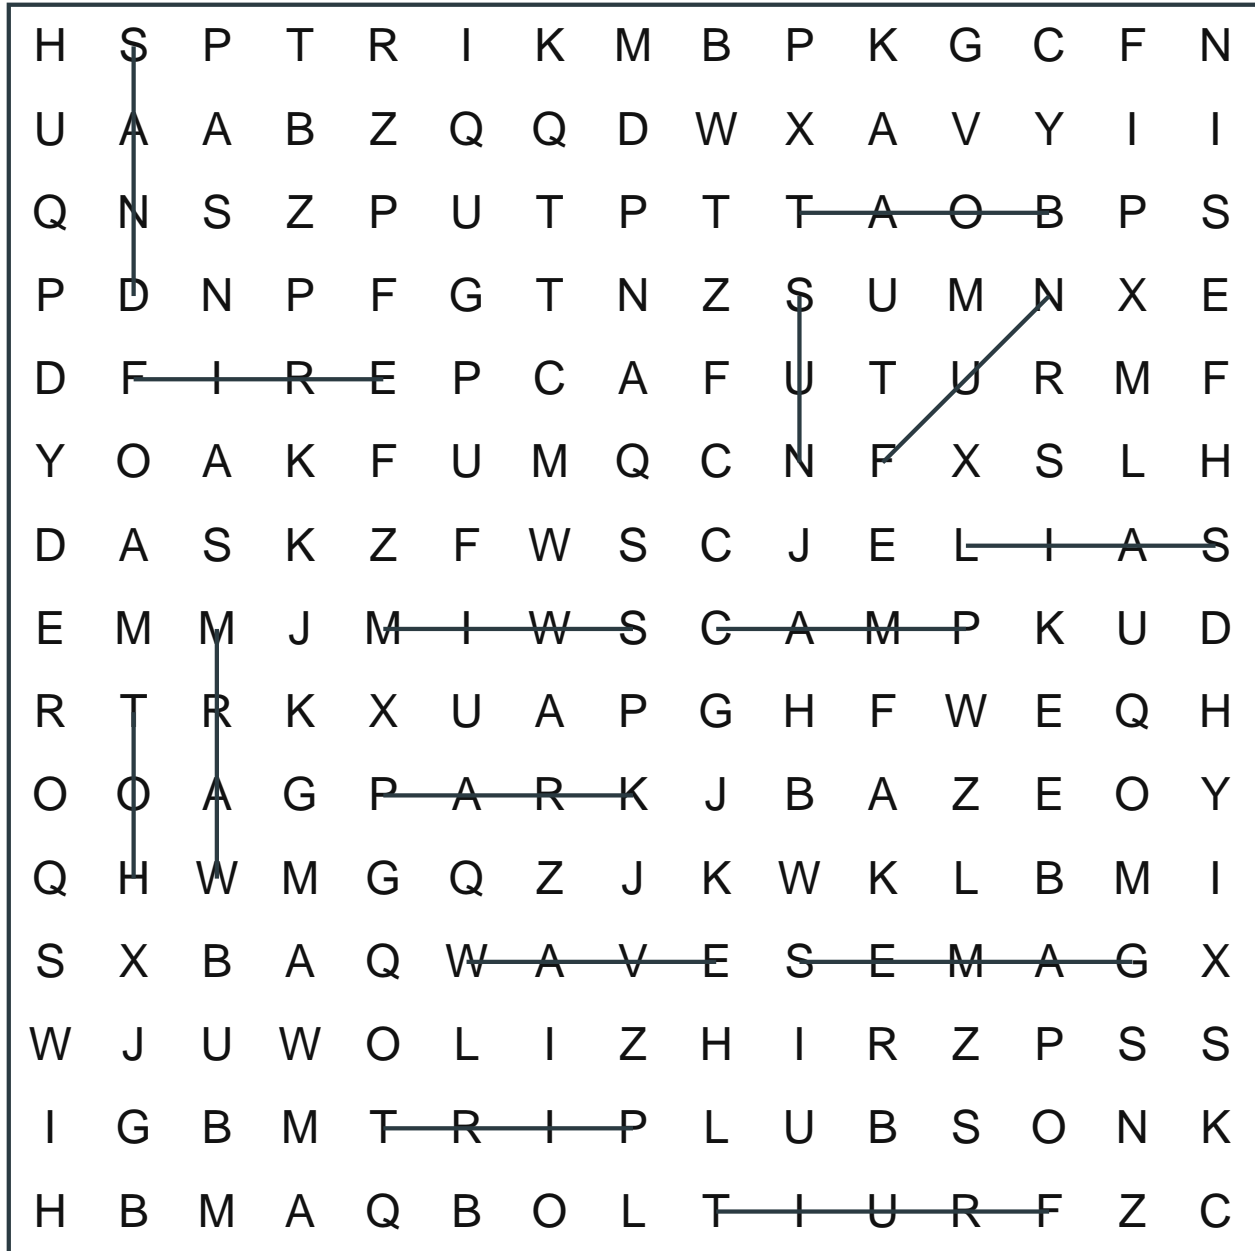 H S P T R I K M B P K G C F N
U A A B Z Q Q D W X A V Y I I
Q N S Z P U T P T T A O B P S
P D N P F G T N Z S U M N X E
D F I R E P C A F U T U R M F
Y O A K F U M Q C N F X S L H
D A S K Z F W S C J E L I A S
E M M J M I W S C A M P K U D
R T R K X U A P G H F W E Q H
O O A G P A R K J B A Z E O Y
Q H W M G Q Z J K W K L B M I
S X B A Q W A V E S E M A G X
W J U W O L I Z H I R Z P S S
I G B M T R I P L U B S O N K
H B M A Q B O L T I U R F Z C